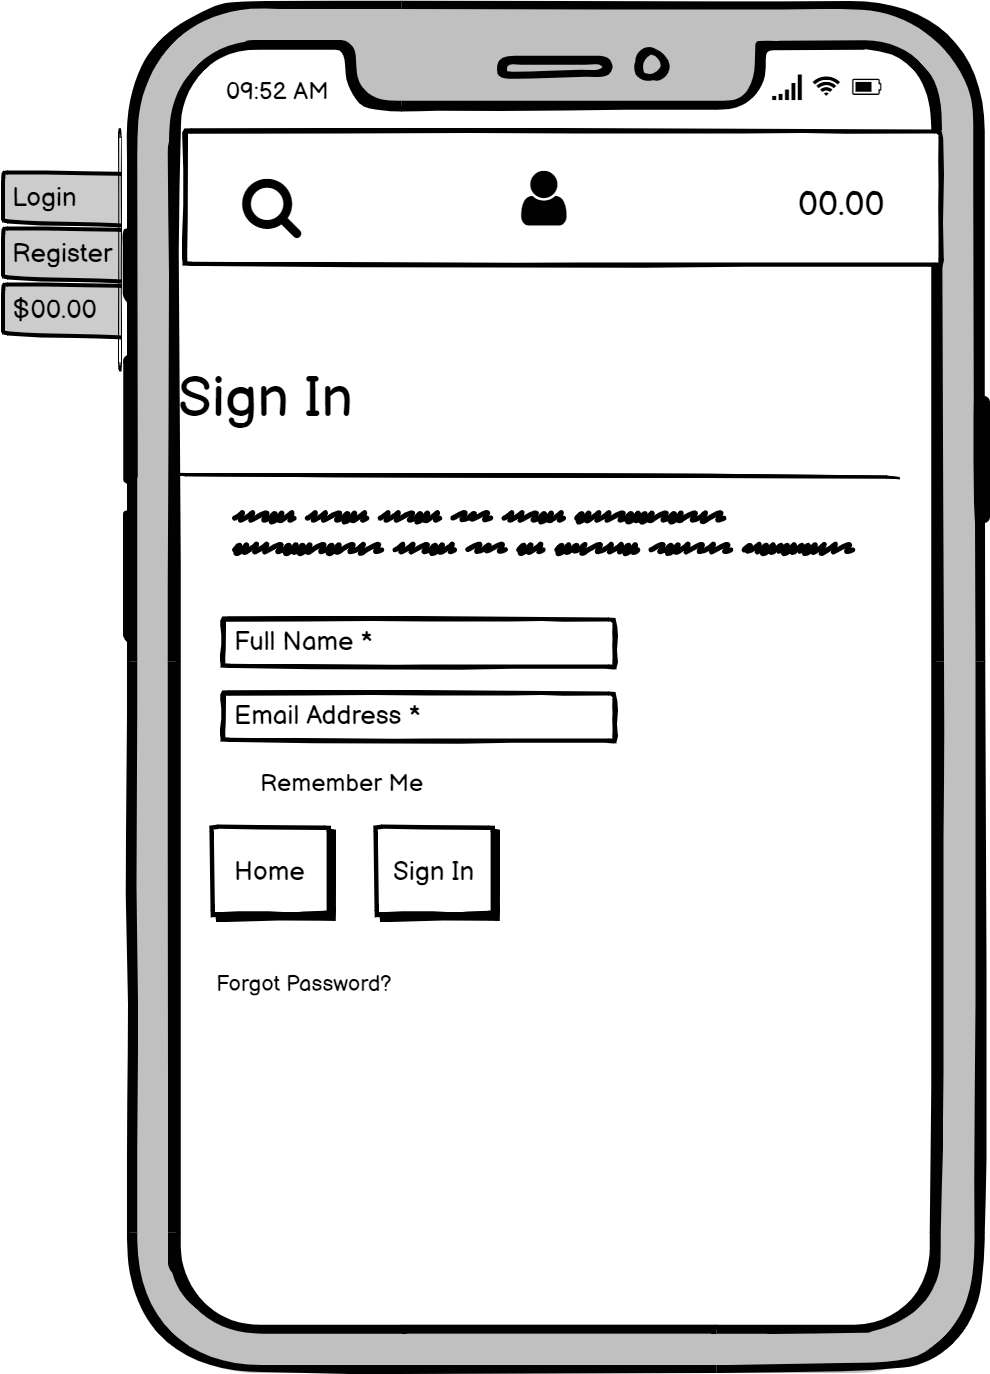 09:52 AM
Login
Register
$00.00
00.00
Sign In
Full Name *
Email Address *
Remember Me
Home
Sign In
Forgot Password?